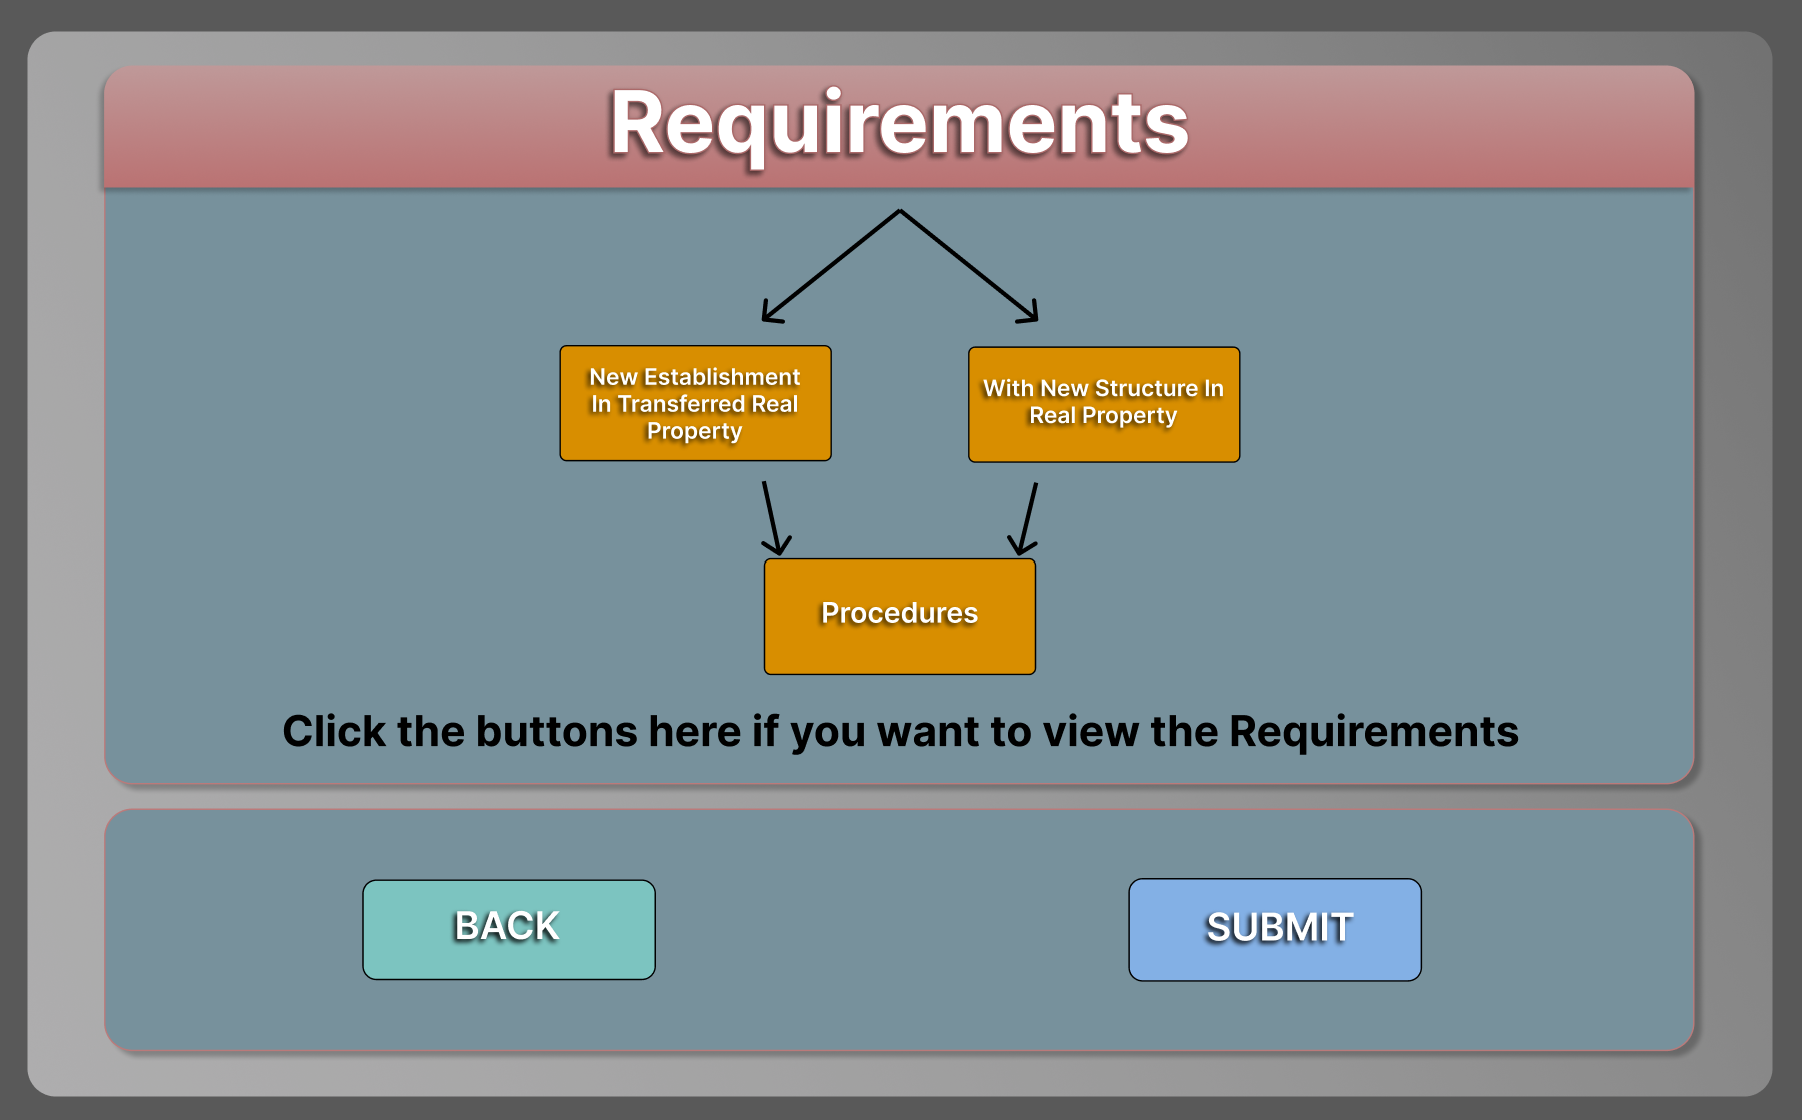 Requirements
New Establishment
In Transferred Real
Property
With New Structure In
Real Property
Procedures
Click the buttons here if you want to view the Requirements
BACK
SUBMIT